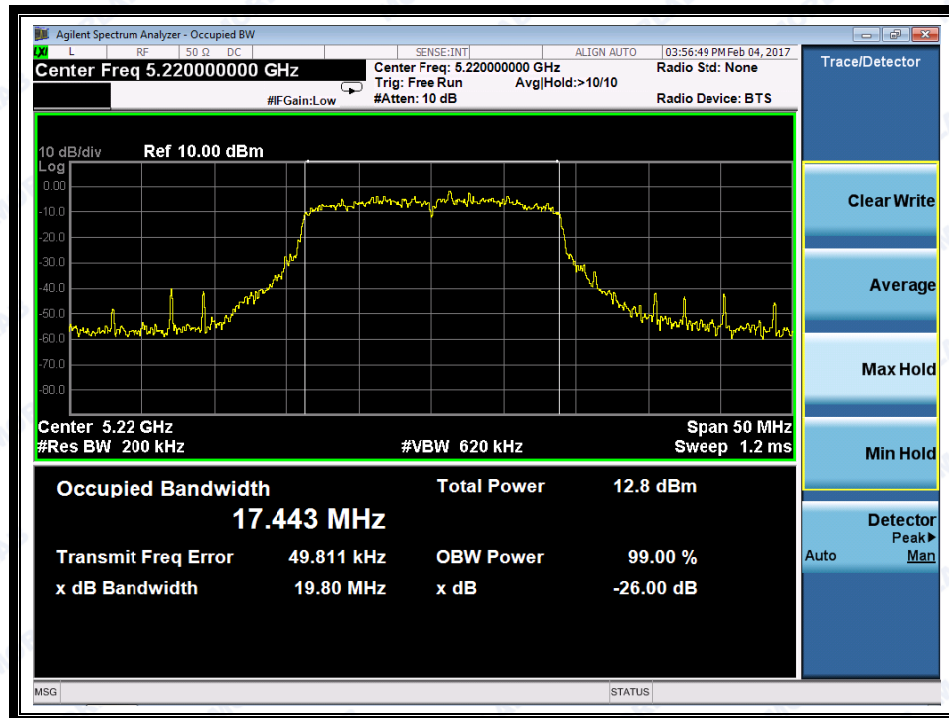 Agilent Spectrum Analyzer - Occupied BW
LXI L RF 50 Ω DC SENSE:INT ALIGN AUTO 03:56:49 PM Feb 04, 2017
Center Freq 5.220000000 GHz
Center Freq: 5.220000000 GHz Radio Std: None
Trig: Free Run Avg|Hold:>10/10
#IFGain:Low #Atten: 10 dB Radio Device: BTS
10 dB/div Ref 10.00 dBm
Log
0.00
-10.0
-20.0
-30.0
-40.0
-50.0
-60.0
-70.0
-80.0
Center 5.22 GHz Span 50 MHz
#Res BW 200 kHz #VBW 620 kHz Sweep 1.2 ms
Occupied Bandwidth Total Power 12.8 dBm
17.443 MHz
Transmit Freq Error 49.811 kHz OBW Power 99.00 %
x dB Bandwidth 19.80 MHz x dB -26.00 dB
MSG STATUS
Trace/Detector
Clear Write
Average
Max Hold
Min Hold
Detector
Peak▶
Auto Man